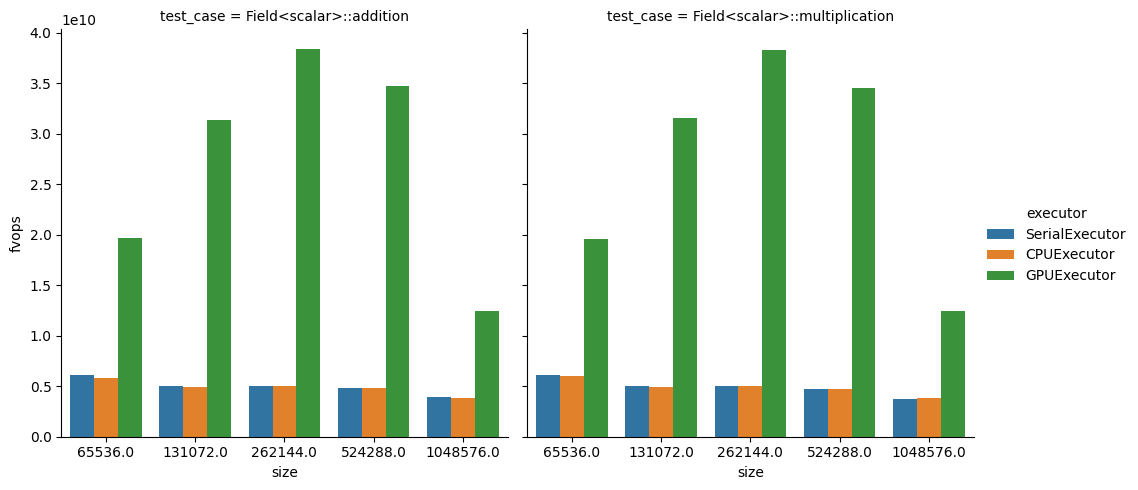 test_case = Field<scalar>::addition
test_case = Field<scalar>::multiplication
1e10
4.0
3.5
3.0
2.5
2.0
1.5
1.0
0.5
0.0
fvops
65536.0 131072.0 262144.0 524288.0 1048576.0
size
65536.0 131072.0 262144.0 524288.0 1048576.0
size
executor
SerialExecutor
CPUExecutor
GPUExecutor